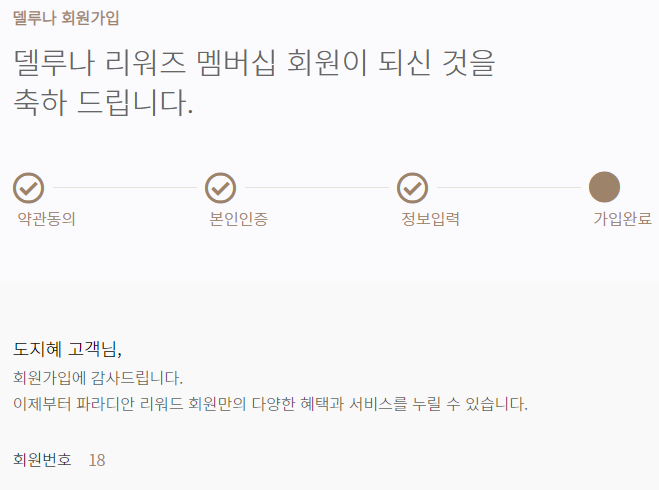 델루나 회원가입
델루나 리워즈 멤버십 회원이 되신 것을
축하 드립니다.
약관동의 본인인증 정보입력 가입완료
도지혜 고객님,
회원가입에 감사드립니다.
이제부터 파라디안 리워드 회원만의 다양한 혜택과 서비스를 누릴 수 있습니다.
회원번호 18